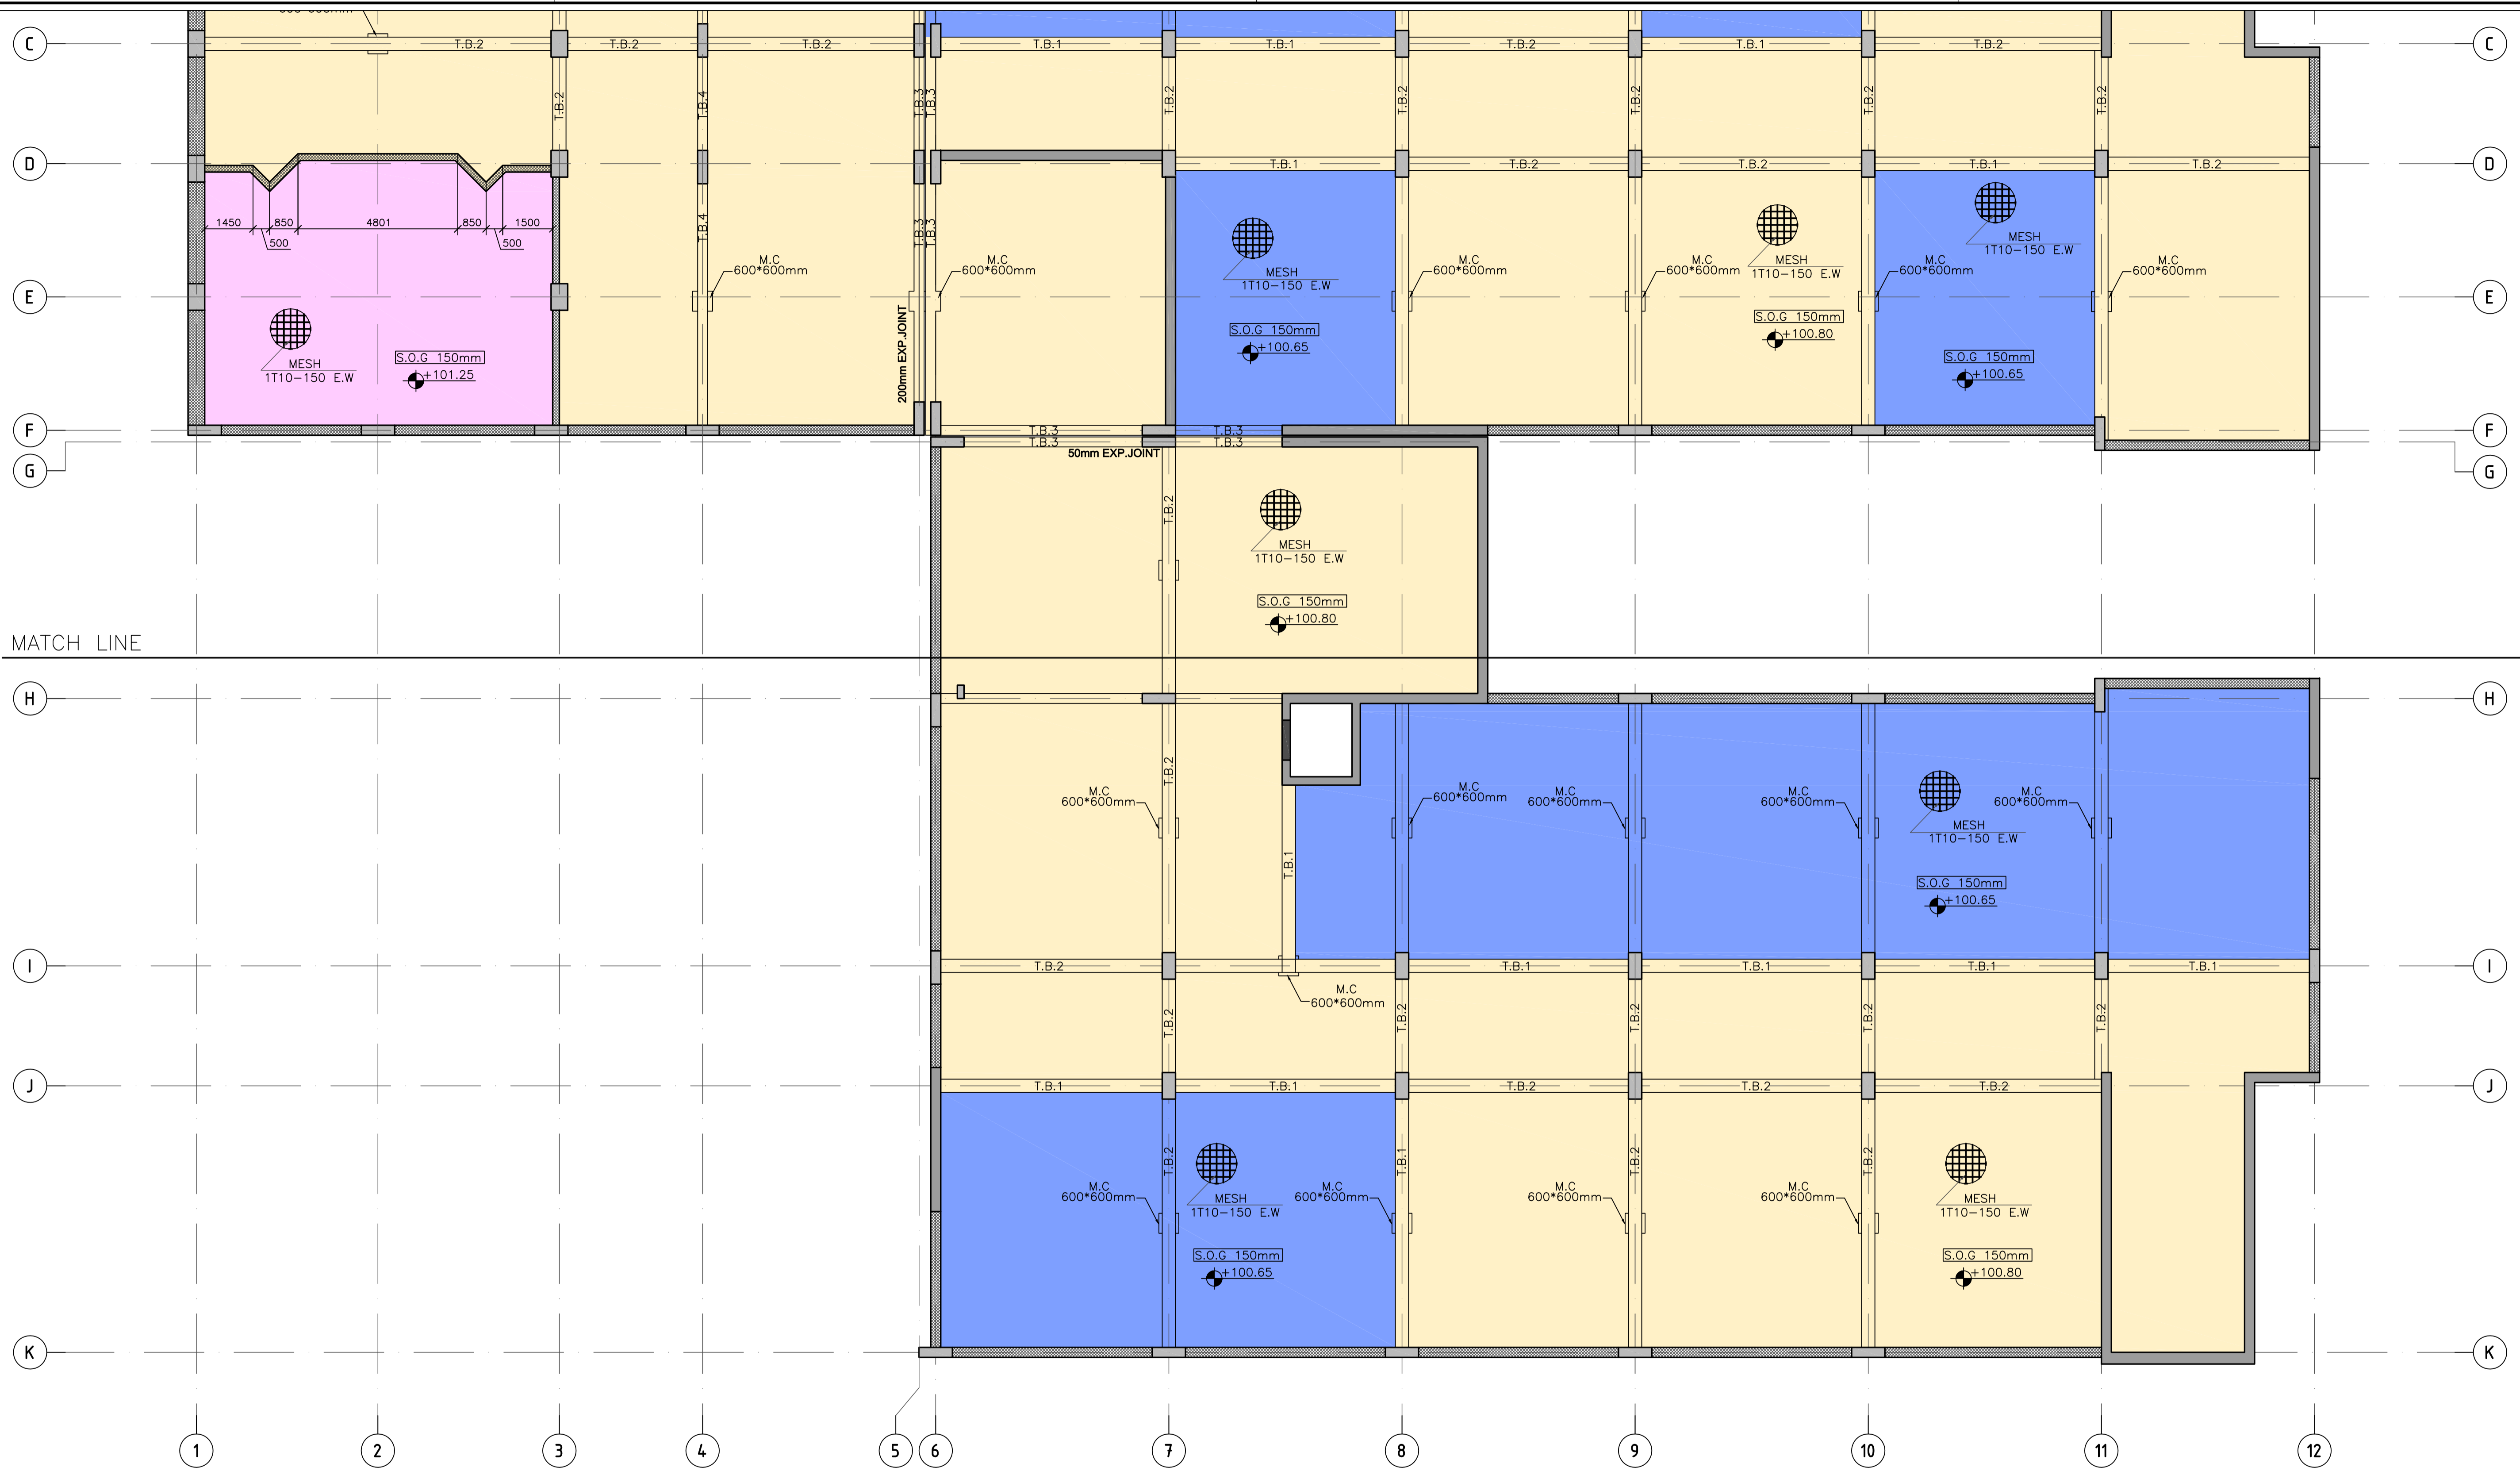 C
T.B.2
T.B.2
T.B.2
T.B.1
T.B.1
T.B.2
T.B.1
T.B.2
C
T.B.2
T.B.4
T.B.3
T.B.3
T.B.2
T.B.2
T.B.2
T.B.2
T.B.2
D
T.B.1
T.B.2
T.B.2
T.B.1
T.B.2
D
1450
850
4801
850
1500
500
500
T.B.4
T.B.3
T.B.3
M.C
600*600mm
M.C
600*600mm
MESH
1T10-150 E.W
M.C
600*600mm
M.C
600*600mm
MESH
1T10-150 E.W
M.C
600*600mm
MESH
1T10-150 E.W
M.C
600*600mm
E
E
200mm EXP.JOINT
MESH
1T10-150 E.W
S.O.G 150mm
+101.25
S.O.G 150mm
+100.65
S.O.G 150mm
+100.80
S.O.G 150mm
+100.65
F
T.B.3
T.B.3
F
T.B.3
T.B.3
50mm EXP.JOINT
G
G
T.B.2
MESH
1T10-150 E.W
S.O.G 150mm
+100.80
MATCH LINE
H
H
T.B.2
M.C
600*600mm
M.C
600*600mm
M.C
600*600mm
M.C
600*600mm
M.C
600*600mm
MESH
1T10-150 E.W
T.B.1
S.O.G 150mm
+100.65
I
T.B.2
T.B.1
T.B.1
T.B.1
T.B.1
I
M.C
600*600mm
T.B.2
T.B.2
T.B.2
T.B.2
T.B.2
J
T.B.1
T.B.1
T.B.2
T.B.2
T.B.2
J
T.B.2
T.B.1
T.B.2
T.B.2
M.C
600*600mm
MESH
1T10-150 E.W
M.C
600*600mm
M.C
600*600mm
M.C
600*600mm
MESH
1T10-150 E.W
S.O.G 150mm
+100.65
S.O.G 150mm
+100.80
K
K
1
2
3
4
5
6
7
8
9
10
11
12